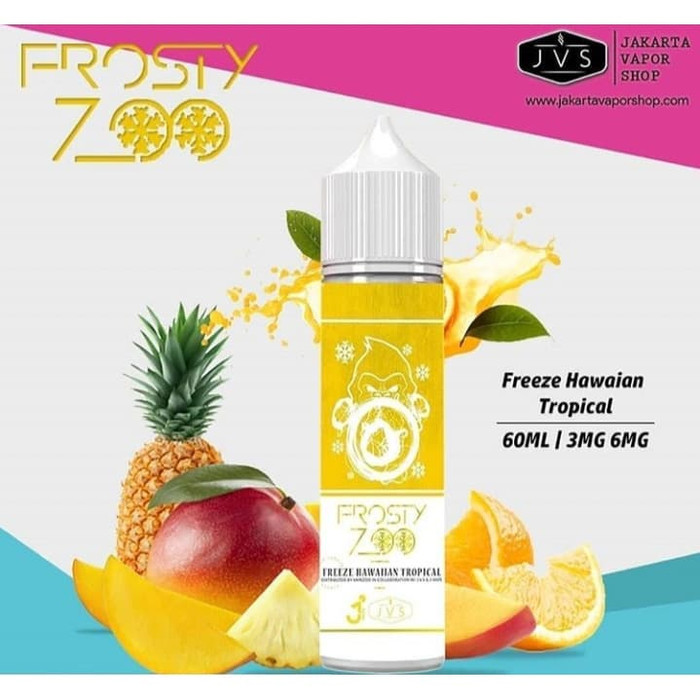 FROSTY
ZOO
JVS
JAKARTA
VAPOR
SHOP
www.jakartavaporshop.com
Freeze Hawaian
Tropical
60ML | 3MG 6MG
FROSTY
ZOO
FREEZE HAWAIIAN TROPICAL
JVS